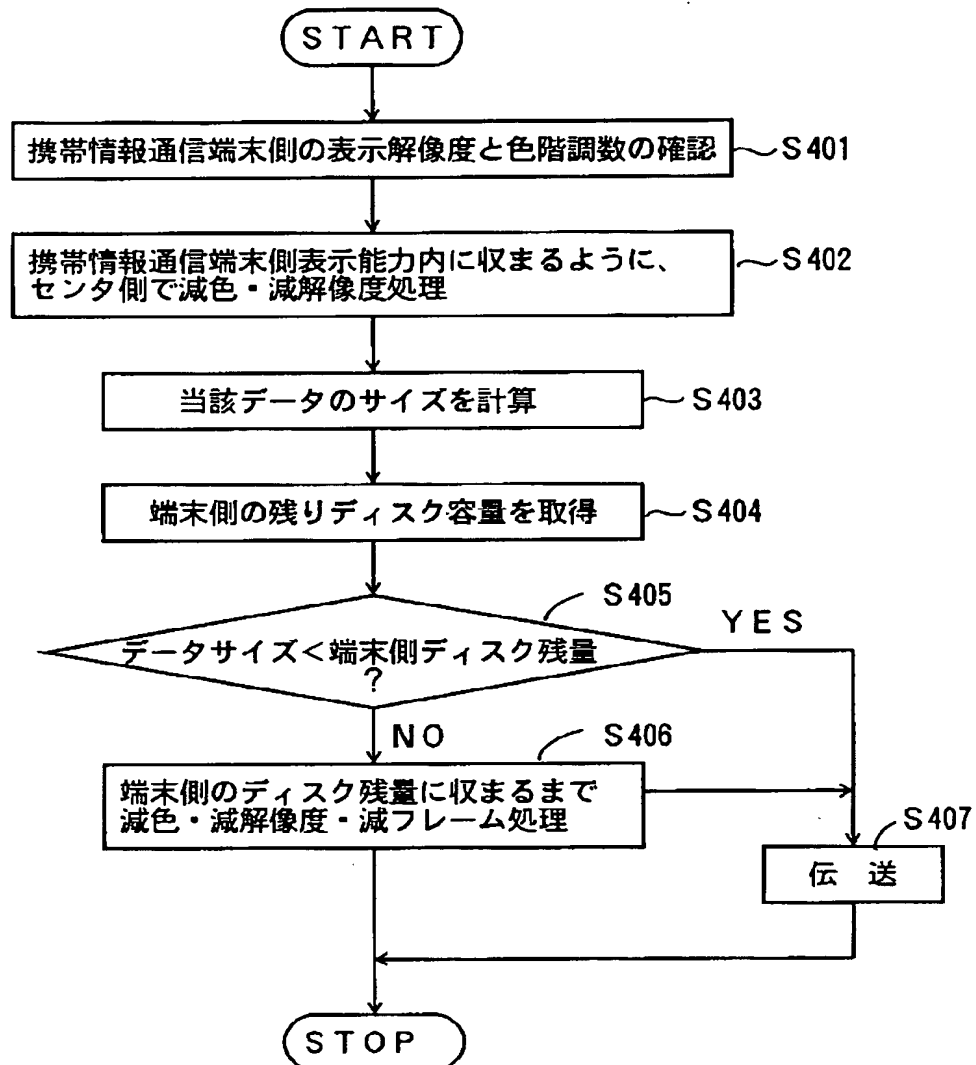 START
携帯情報通信端末側の表示解像度と色階調数の確認
S401
携帯情報通信端末側表示能力内に収まるように、
センタ側で減色・減解像度処理
S402
当該データのサイズを計算
S403
端末側の残りディスク容量を取得
S404
S405
データサイズ<端末側ディスク残量
?
YES
NO
S406
端末側のディスク残量に収まるまで
減色・減解像度・減フレーム処理
S407
伝 送
STOP